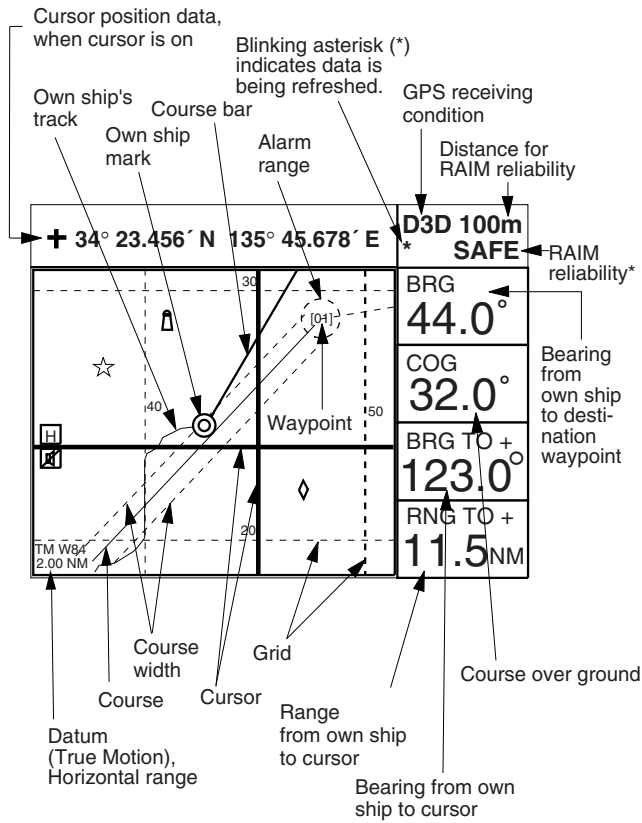 Cursor position data,
when cursor is on
Blinking asterisk (*)
indicates data is
being refreshed.
GPS receiving
condition
Own ship's
track
Course bar
Own ship
mark
Alarm
range
Distance for
RAIM reliability
34° 23.456´ N 135° 45.678´ E
D3D 100m
* SAFE
RAIM
reliability*
30
[01]
40
50
H
Waypoint
20
TM W84
2.00 NM
BRG
44.0°
COG
32.0°
BRG TO +
123.0°
RNG TO +
11.5NM
Bearing
from
own ship
to desti-
nation
waypoint
Course
width
Grid
Course
Cursor
Course over ground
Datum
(True Motion),
Horizontal range
Range
from own ship
to cursor
Bearing from own
ship to cursor